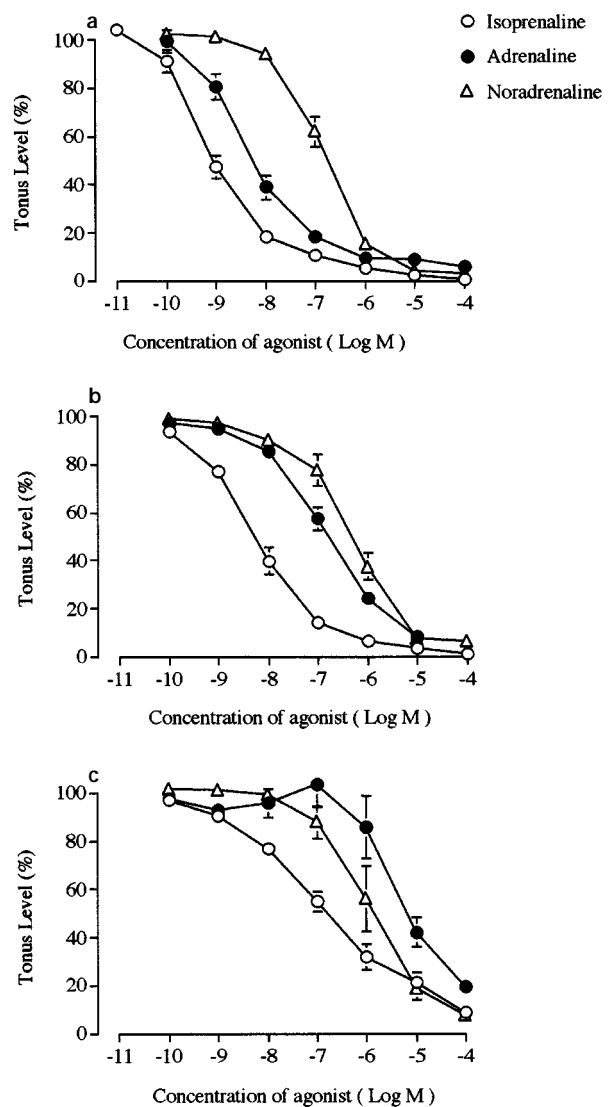 a
Isoprenaline
Adrenaline
Noradrenaline
Tonus Level (%)
100
80
60
40
20
0
-11 -10 -9 -8 -7 -6 -5 -4
Concentration of agonist ( Log M )
b
Tonus Level (%)
100
80
60
40
20
0
-11 -10 -9 -8 -7 -6 -5 -4
Concentration of agonist ( Log M )
c
Tonus Level (%)
100
80
60
40
20
0
-11 -10 -9 -8 -7 -6 -5 -4
Concentration of agonist ( Log M )